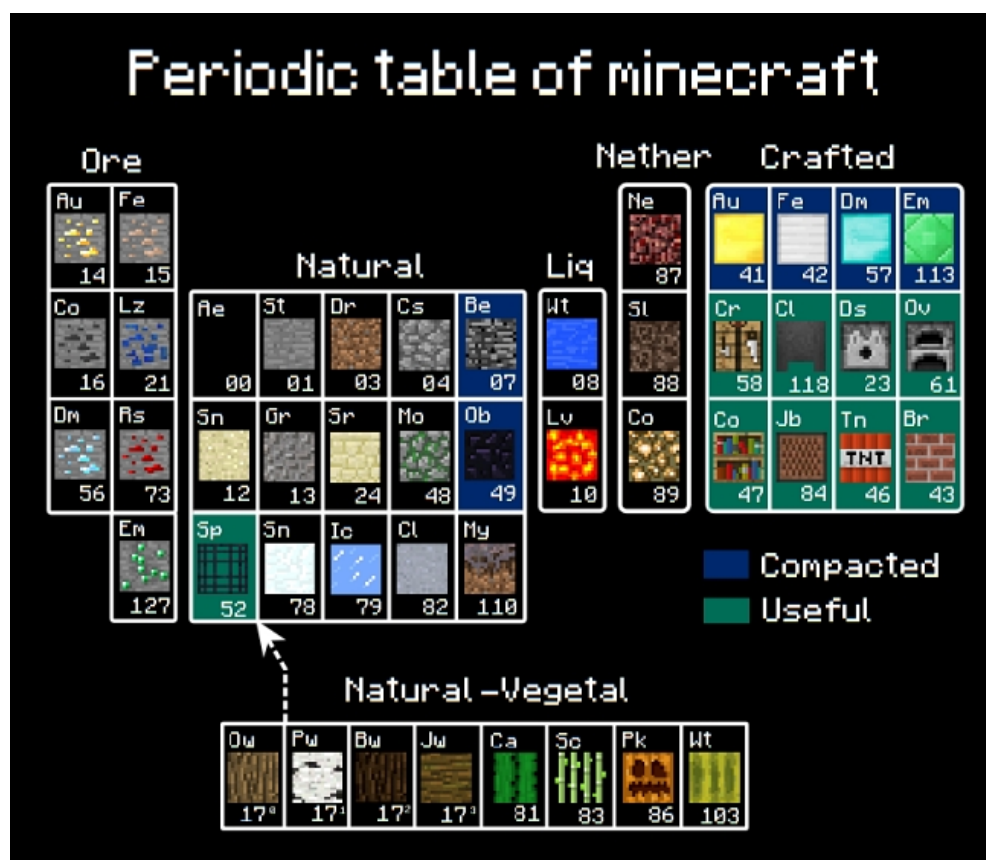 Periodic table of minecraft
Ore
Nether
Crafted
Natural
Liq
Au Fe
14 15
Co Lz
16 21
Dm Rs
56 73
Em
127
Ae St Dr Cs Be
00 01 03 04 07
Sn Gr Sr Mo Ob
12 13 24 48 49
Sp Sn Ic Cl My
52 78 79 82 110
Wt
08
Lv
10
Ne
87
Sl
88
Co
89
Au Fe Dm Em
41 42 57 113
Cr Cl Ds Ov
58 118 23 61
Co Jb Tn Br
TNT
47 84 46 43
Compacted
Useful
Natural-Vegetal
Ow Pw Bw Jw Ca Sc Pk Wt
17⁰ 17¹ 17² 17³ 81 83 86 103